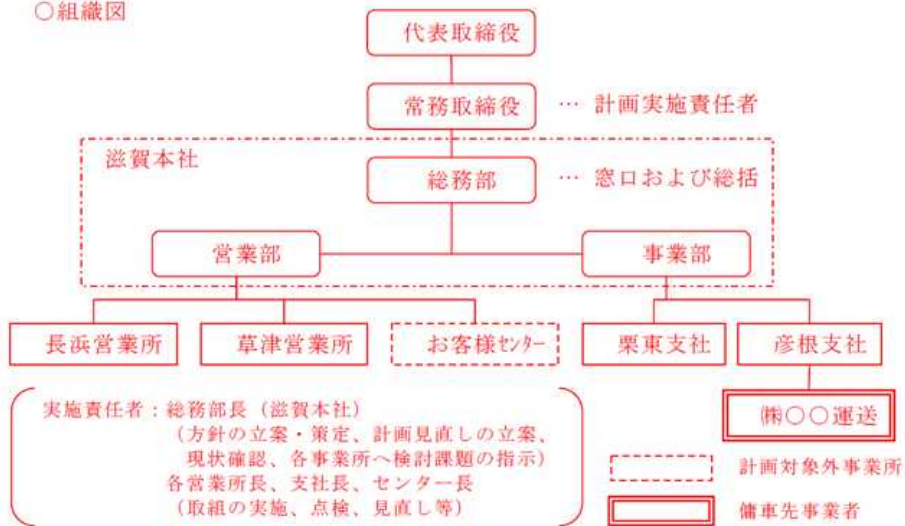 ○組織図
代表取締役
常務取締役 … 計画実施責任者
滋賀本社
総務部 … 窓口および総括
営業部 事業部
長浜営業所 草津営業所 お客様センター 栗東支社 彦根支社
㈱○○運送
実施責任者：総務部長（滋賀本社）
（方針の立案・策定、計画見直しの立案、
現状確認、各事業所へ検討課題の指示）
各営業所長、支社長、センター長
（取組の実施、点検、見直し等）
計画対象外事業所
傭車先事業者